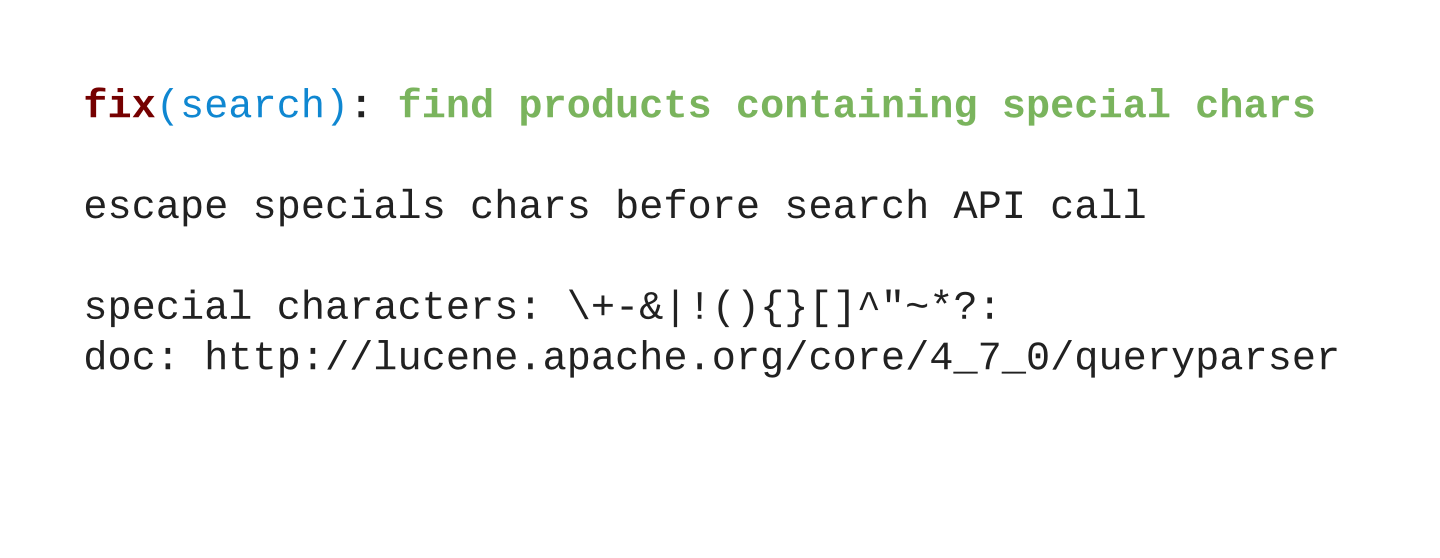 fix(search): find products containing special chars
escape specials chars before search API call
special characters: \+-&|!(){}[]^"~*?:
doc: http://lucene.apache.org/core/4_7_0/queryparser